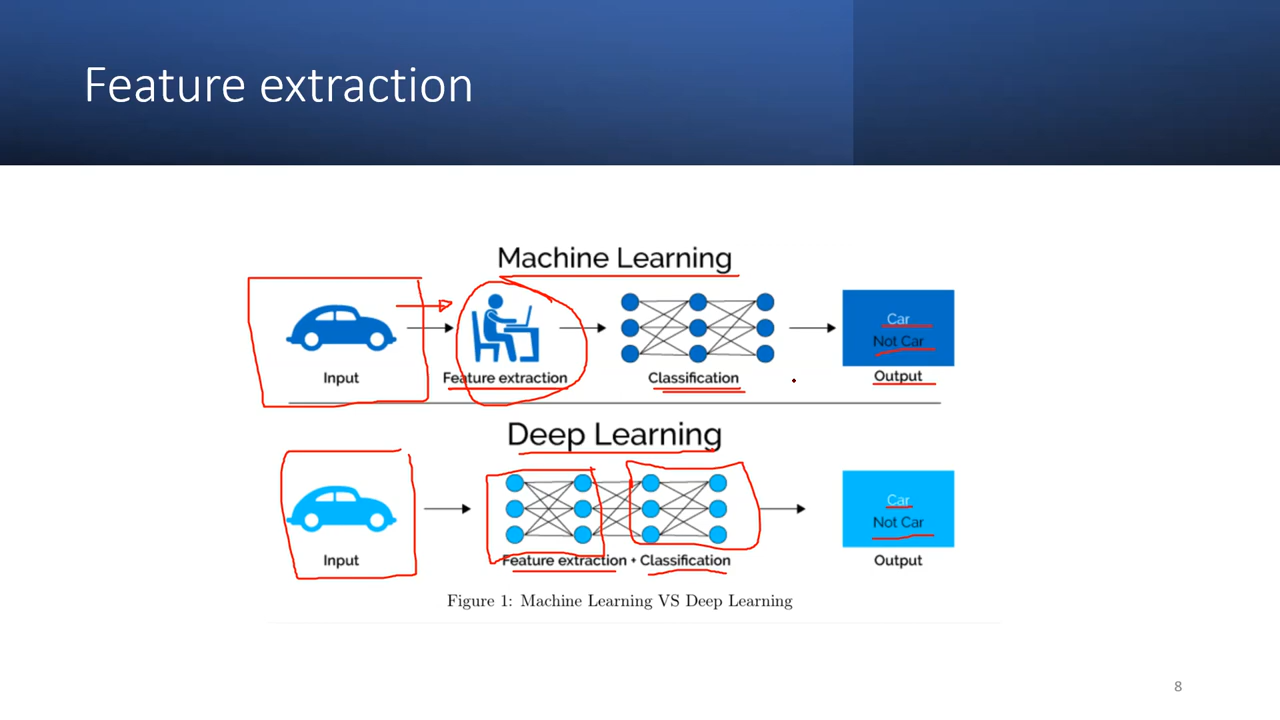 Feature extraction
Machine Learning
Input
Feature extraction
Classification
Car
Not Car
Output
Deep Learning
Input
Feature extraction + Classification
Car
Not Car
Output
Figure 1: Machine Learning VS Deep Learning
8